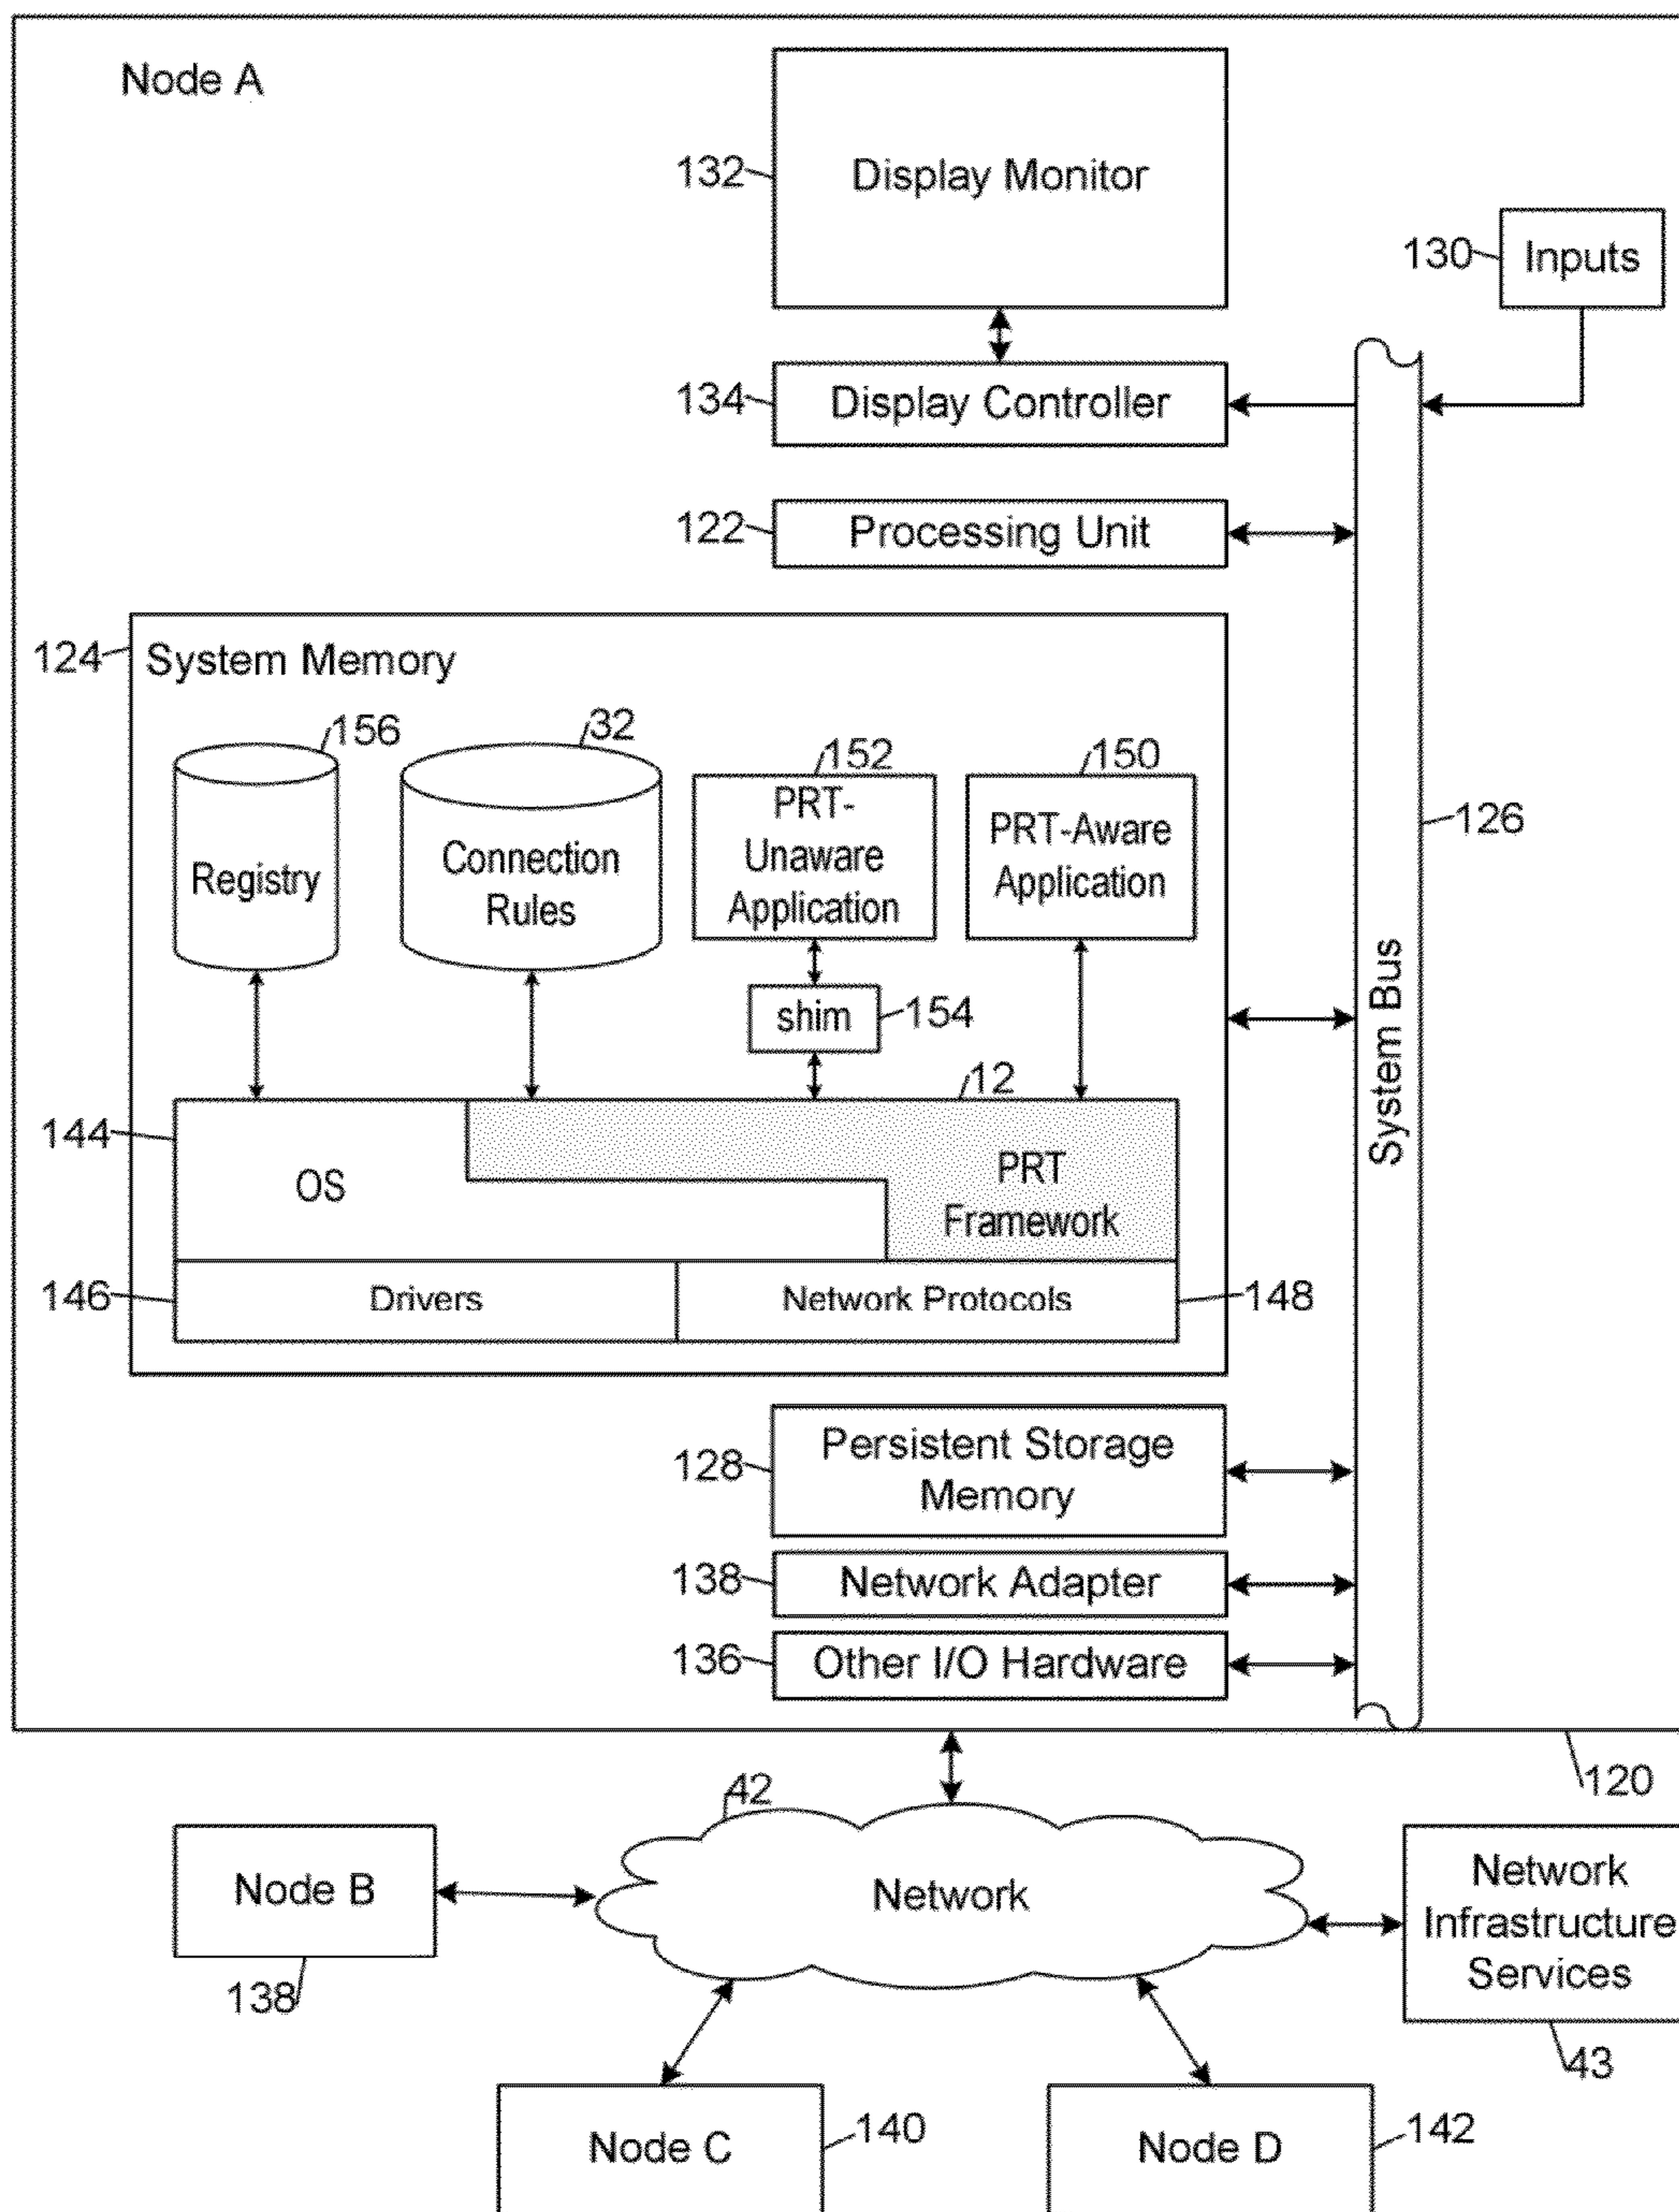 Node A
132
Display Monitor
130
Inputs
134
Display Controller
122
Processing Unit
124
System Memory
156
32
152
150
Registry
Connection
Rules
PRT-
Unaware
Application
PRT-Aware
Application
shim
154
126
System Bus
12
144
OS
PRT
Framework
146
Drivers
Network Protocols
148
128
Persistent Storage
Memory
138
Network Adapter
136
Other I/O Hardware
120
42
Node B
138
Network
Network
Infrastructure
Services
43
Node C
140
Node D
142